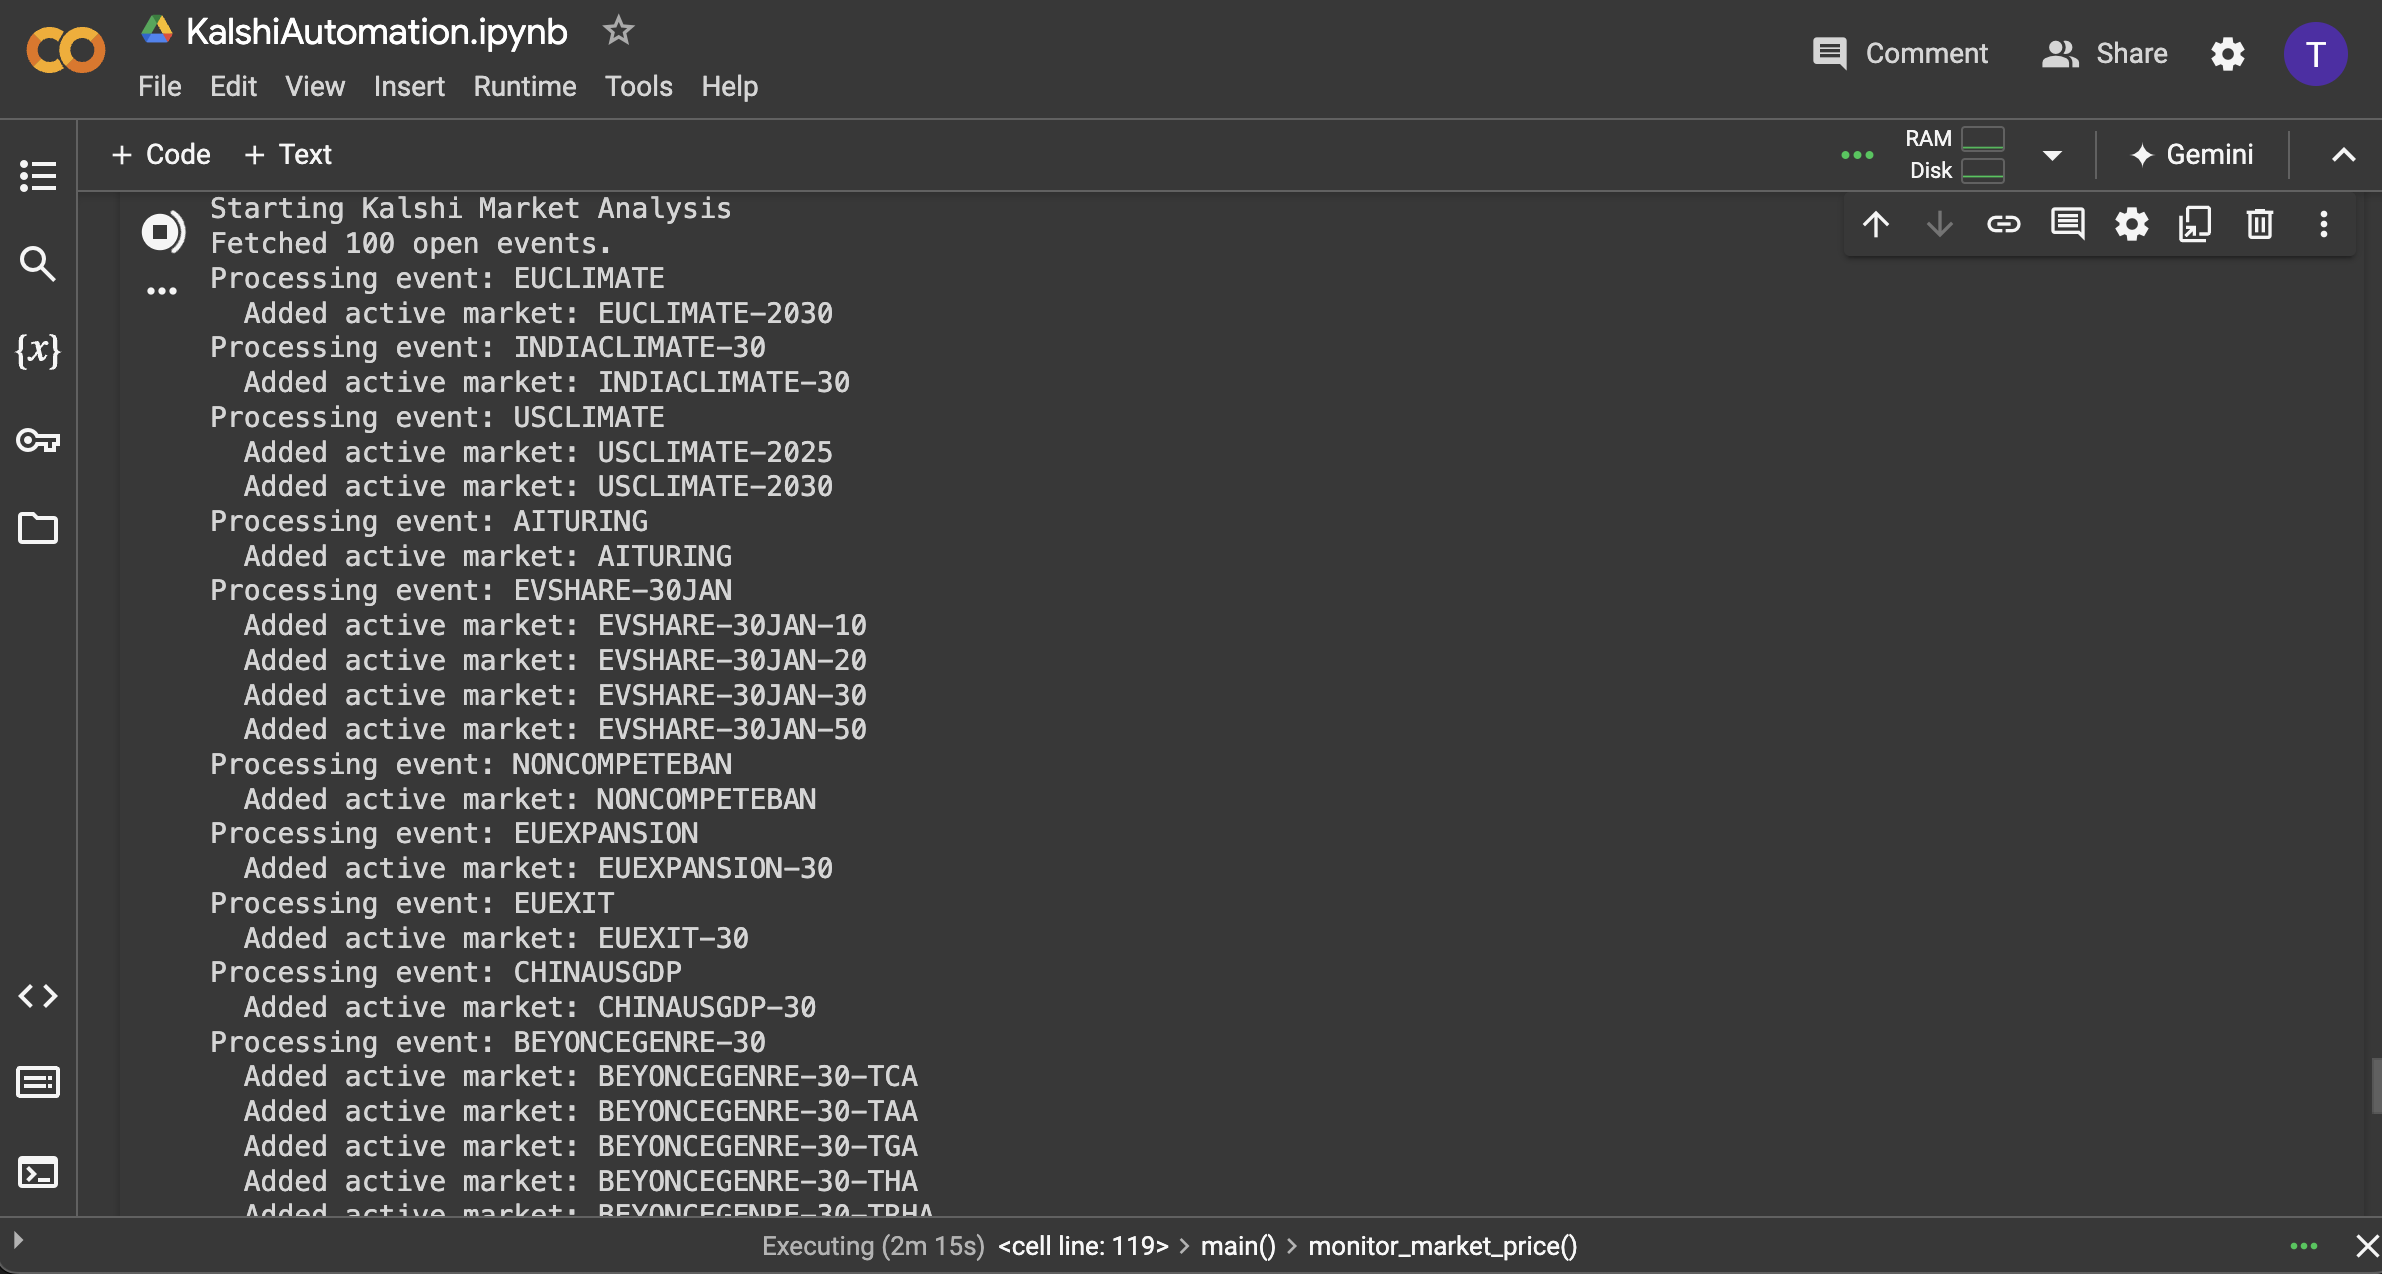 KalshiAutomation.ipynb
File Edit View Insert Runtime Tools Help
Comment Share T
+ Code + Text
RAM
Disk
Gemini
{x}
Starting Kalshi Market Analysis
Fetched 100 open events.
Processing event: EUCLIMATE
Added active market: EUCLIMATE-2030
Processing event: INDIACLIMATE-30
Added active market: INDIACLIMATE-30
Processing event: USCLIMATE
Added active market: USCLIMATE-2025
Added active market: USCLIMATE-2030
Processing event: AITURING
Added active market: AITURING
Processing event: EVSHARE-30JAN
Added active market: EVSHARE-30JAN-10
Added active market: EVSHARE-30JAN-20
Added active market: EVSHARE-30JAN-30
Added active market: EVSHARE-30JAN-50
Processing event: NONCOMPETEBAN
Added active market: NONCOMPETEBAN
Processing event: EUEXPANSION
Added active market: EUEXPANSION-30
Processing event: EUEXIT
Added active market: EUEXIT-30
Processing event: CHINAUSGDP
Added active market: CHINAUSGDP-30
Processing event: BEYONCEGENRE-30
Added active market: BEYONCEGENRE-30-TCA
Added active market: BEYONCEGENRE-30-TAA
Added active market: BEYONCEGENRE-30-TGA
Added active market: BEYONCEGENRE-30-THA
Added active market:
Executing (2m 15s) <cell line: 119> > main() > monitor_market_price()